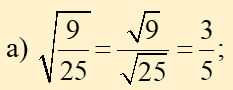 а) √(9/25) = √9/√25 = 3/5;